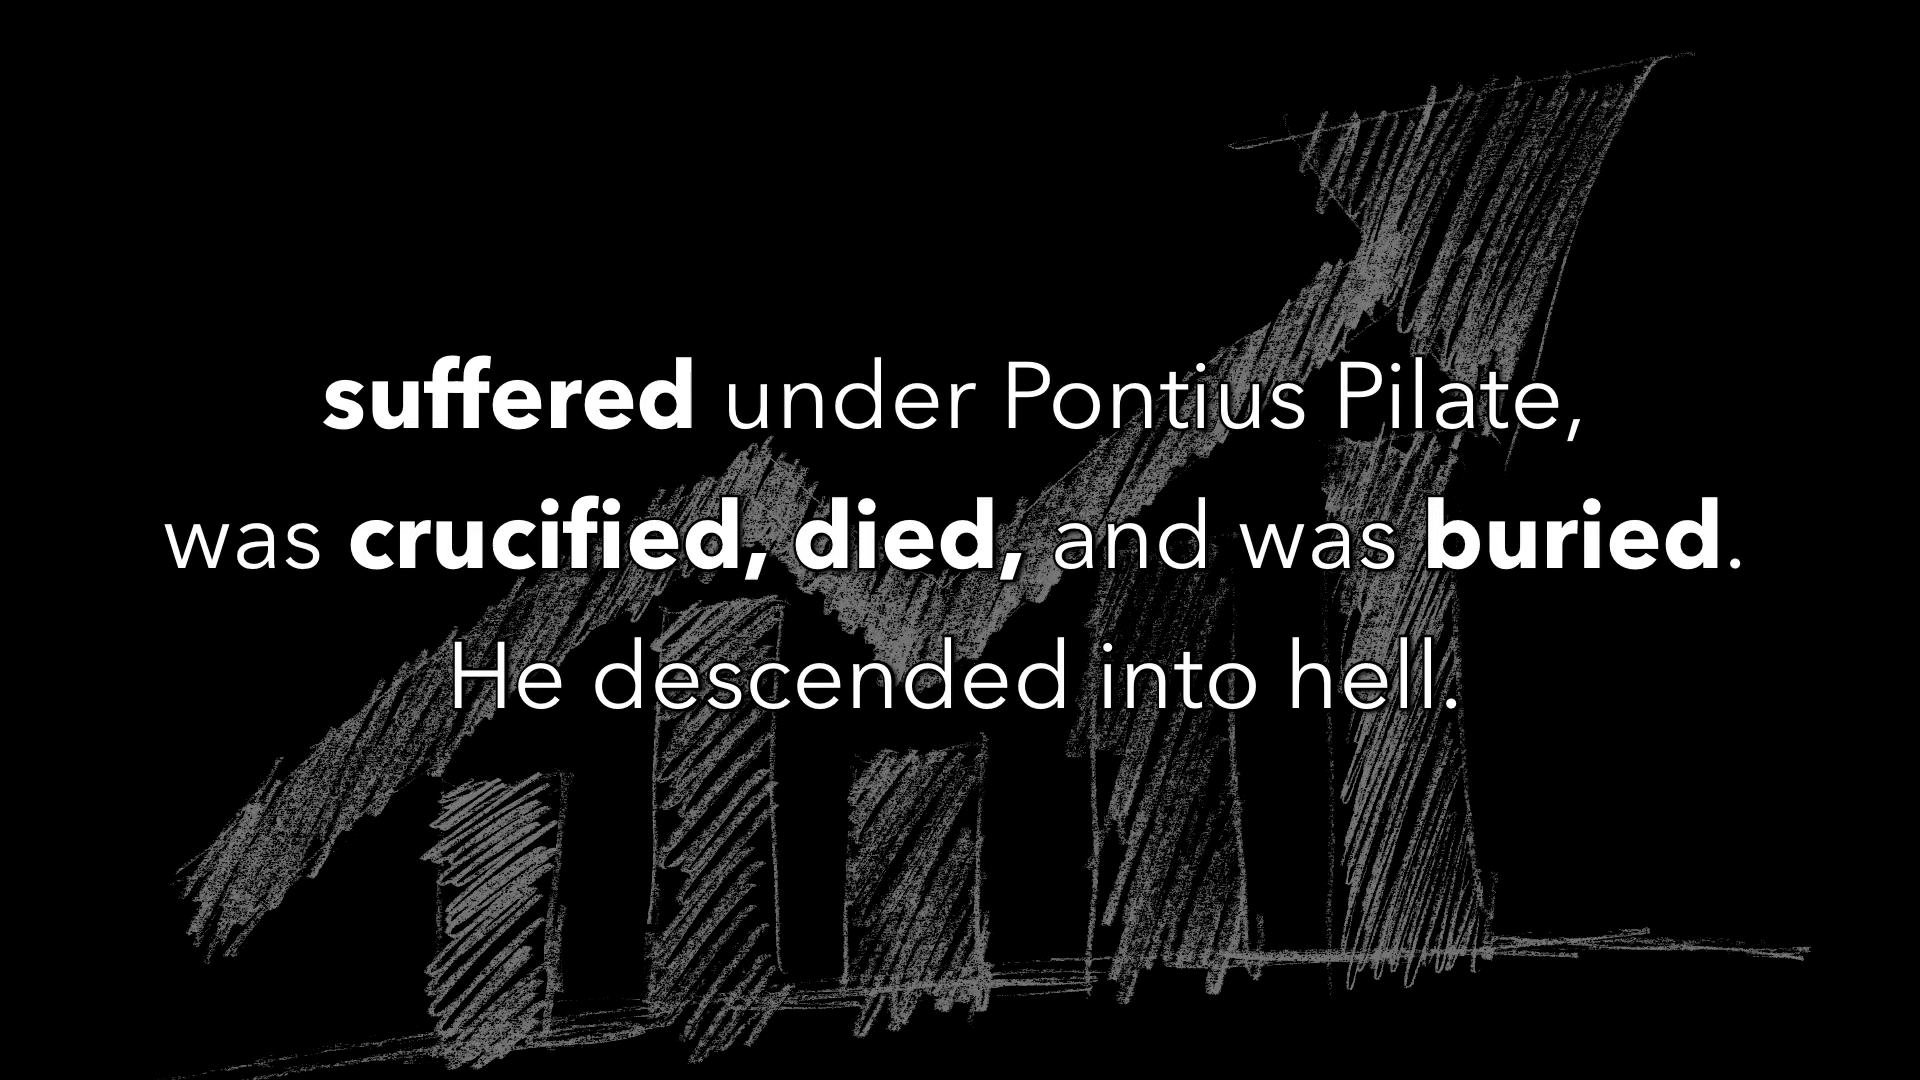 suffered under Pontius Pilate,
was crucified, died, and was buried.
He descended into hell.